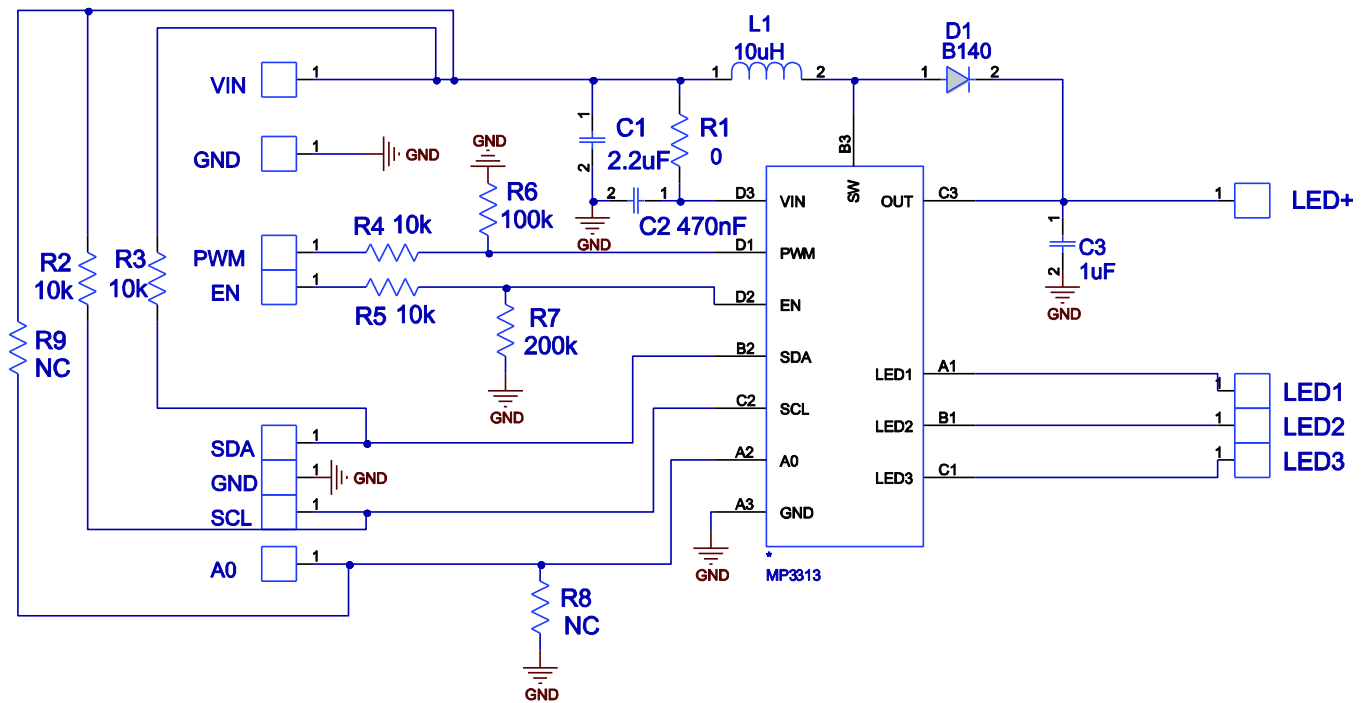 L1
10uH
D1
B140
VIN
1
1
2
1
2
GND
1
GND
GND
1
2
C1
2.2uF
R1
0
B3
SW
R6
100k
2
1
C2 470nF
GND
D3
VIN
OUT
C3
1
LED+
R4 10k
PWM
1
D1
PWM
R2
10k
R3
10k
EN
1
R5 10k
D2
EN
1
2
C3
1uF
GND
R7
200k
GND
R9
NC
B2
SDA
LED1
A1
1
LED1
C2
SCL
LED2
B1
1
LED2
SDA
1
A2
A0
LED3
C1
1
LED3
GND
1
GND
SCL
1
A3
GND
GND
*
MP3313
A0
1
R8
NC
GND